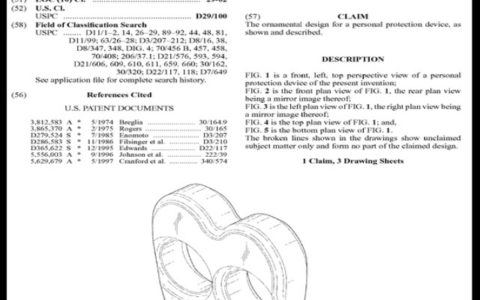 (52) U.S. Cl.
USPC ........ D29/100
(58) Field of Classification Search
USPC ....... D11/1–2, 14, 26–29, 89–92, 44, 48, 81,
D11/99; 63/26–28; D3/207–212; D8/16, 38,
D8/347, 348, DIG. 4; 70/456 B, 457, 458,
70/408; 206/37.1; D21/576, 593, 594,
D21/606, 609, 610, 611, 659, 660; 30/162,
30/320; D22/117, 118; D7/649
See application file for complete search history.
(56) References Cited
U.S. PATENT DOCUMENTS
3,812,583 A * 5/1974 Breglia ........ 30/164.9
3,865,370 A * 2/1975 Rogers ........ 30/165
D279,524 S * 7/1985 Enomoto ........ D3/207
D286,583 S * 11/1986 Fibsinger et al. ... D3/210
D365,622 S * 12/1995 Edwards ........ D22/117
5,556,003 A * 9/1996 Johnson et al. ........ 222/39
5,629,679 A * 5/1997 Cranford et al. ........ 340/574
(57) CLAIM
The ornamental design for a personal protection device, as
shown and described.
DESCRIPTION
FIG. 1 is a front, left, top perspective view of a personal
protection device of the present invention;
FIG. 2 is the front plan view of FIG. 1, the rear plan view
being a mirror image thereof;
FIG. 3 is the left plan view of FIG. 1, the right plan view being
a mirror image thereof;
FIG. 4 is the top plan view of FIG. 1; and,
FIG. 5 is the bottom plan view of FIG. 1.
The broken lines shown in the drawings show unclaimed
subject matter only and form no part of the claimed design.
1 Claim, 3 Drawing Sheets